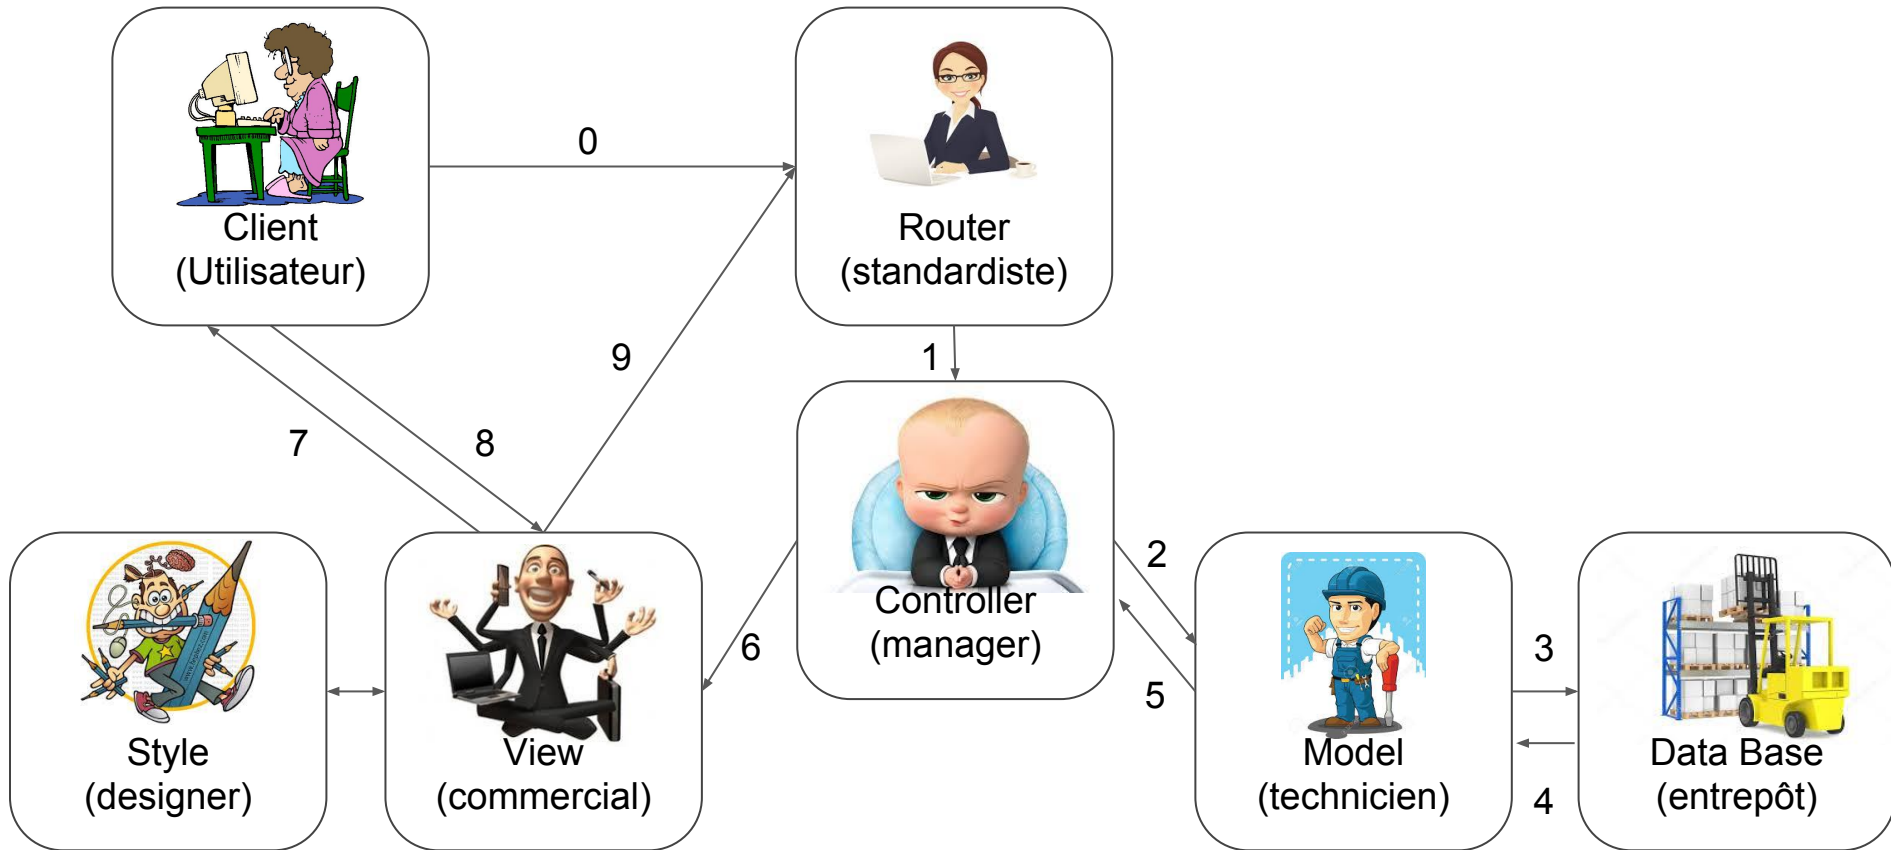 0
Client
(Utilisateur)
Router
(standardiste)
9
1
7
8
Controller
(manager)
2
6
5
3
4
Style
(designer)
View
(commercial)
Model
(technicien)
Data Base
(entrepôt)